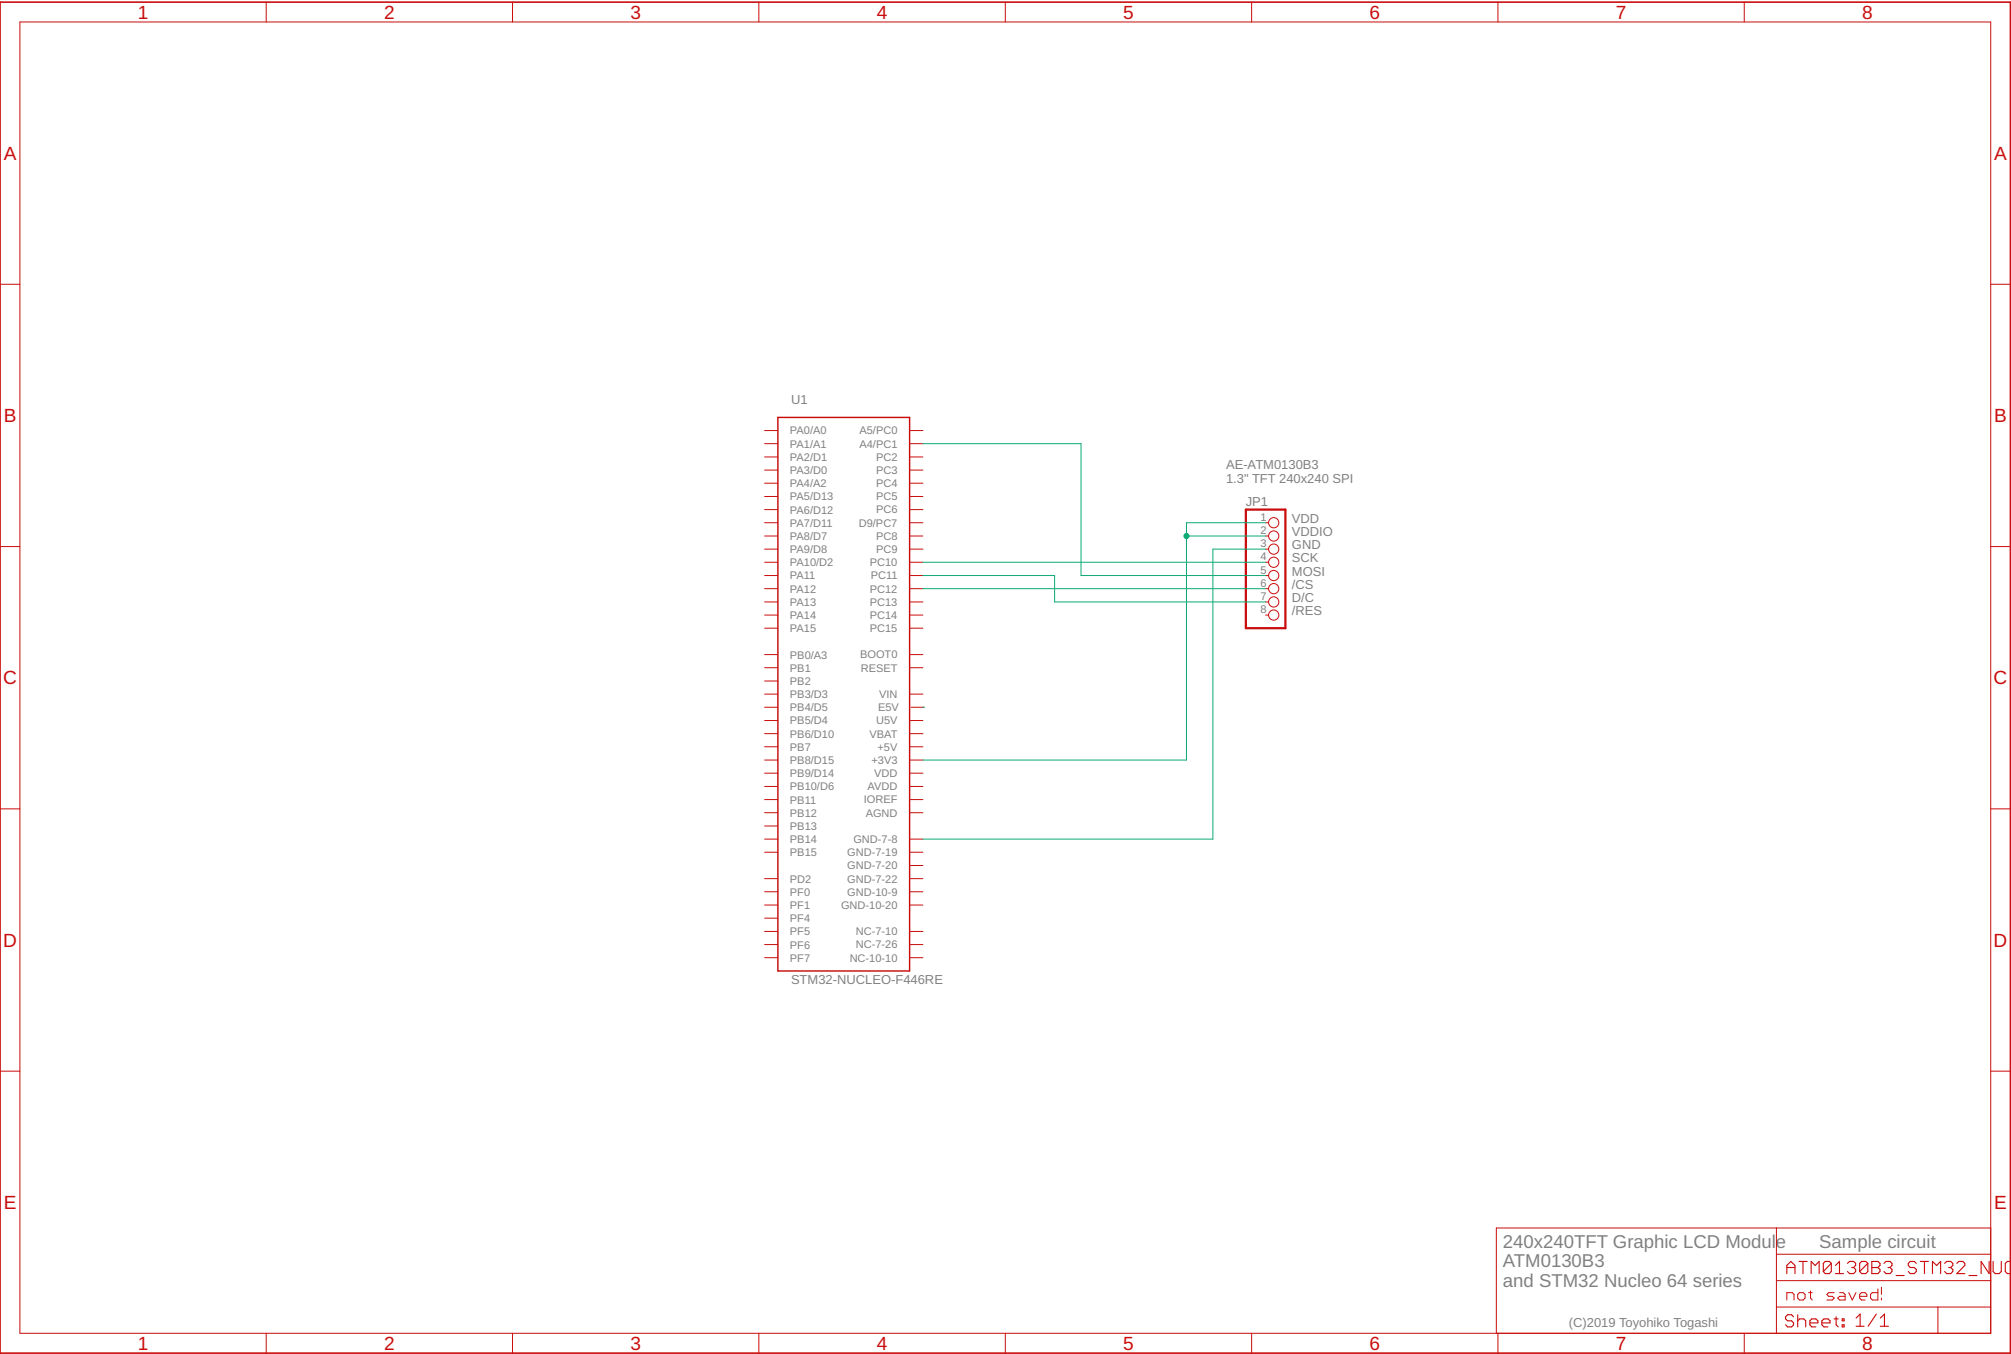 1 2 3 4 5 6 7 8
A A
B B
C C
D D
E E
U1
PA0/A0 A5/PC0
PA1/A1 A4/PC1
PA2/D1 PC2
PA3/D0 PC3
PA4/A2 PC4
PA5/D13 PC5
PA6/D12 PC6
PA7/D11 D9/PC7
PA8/D7 PC8
PA9/D8 PC9
PA10/D2 PC10
PA11 PC11
PA12 PC12
PA13 PC13
PA14 PC14
PA15 PC15
PB0/A3 BOOT0
PB1 RESET
PB2
PB3/D3 VIN
PB4/D5 E5V
PB5/D4 U5V
PB6/D10 VBAT
PB7 +5V
PB8/D15 +3V3
PB9/D14 VDD
PB10/D6 AVDD
PB11 IOREF
PB12 AGND
PB13
PB14 GND-7-8
PB15 GND-7-19
GND-7-20
PD2 GND-7-22
PF0 GND-10-9
PF1 GND-10-20
PF4
PF5 NC-7-10
PF6 NC-7-26
PF7 NC-10-10
STM32-NUCLEO-F446RE
AE-ATM0130B3
1.3" TFT 240x240 SPI
JP1
1 VDD
2 VDDIO
3 GND
4 SCK
5 MOSI
6 /CS
7 D/C
8 /RES
240x240TFT Graphic LCD Module
ATM0130B3
and STM32 Nucleo 64 series
(C)2019 Toyohiko Togashi
Sample circuit
ATM0130B3_STM32_NUC
not saved!
Sheet: 1/1
1 2 3 4 5 6 7 8